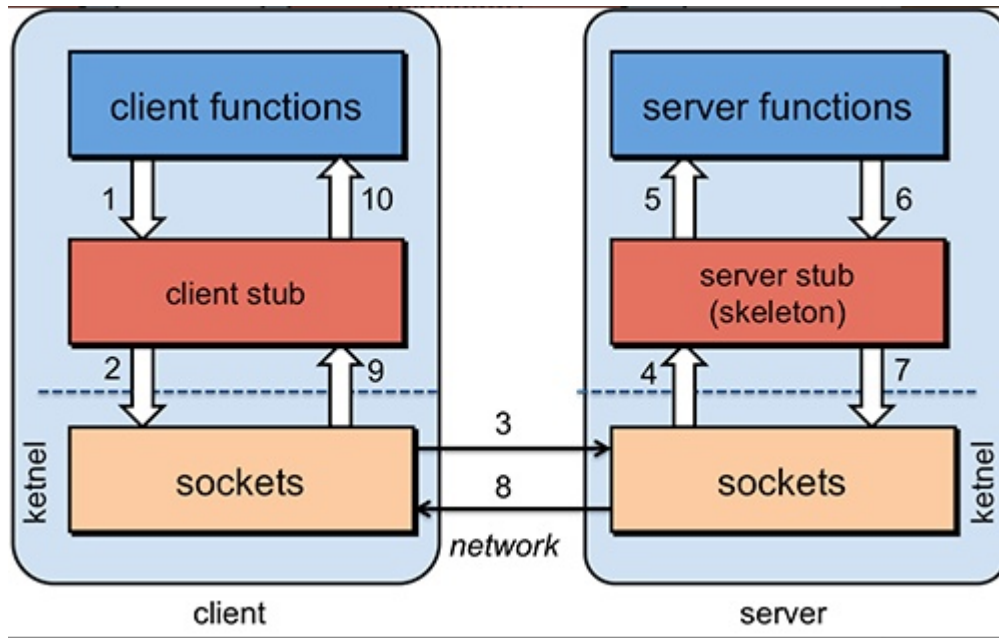 client functions
server functions
1
10
5
6
client stub
server stub
(skeleton)
2
9
4
7
3
ketnel
sockets
8
sockets
ketnel
network
client
server